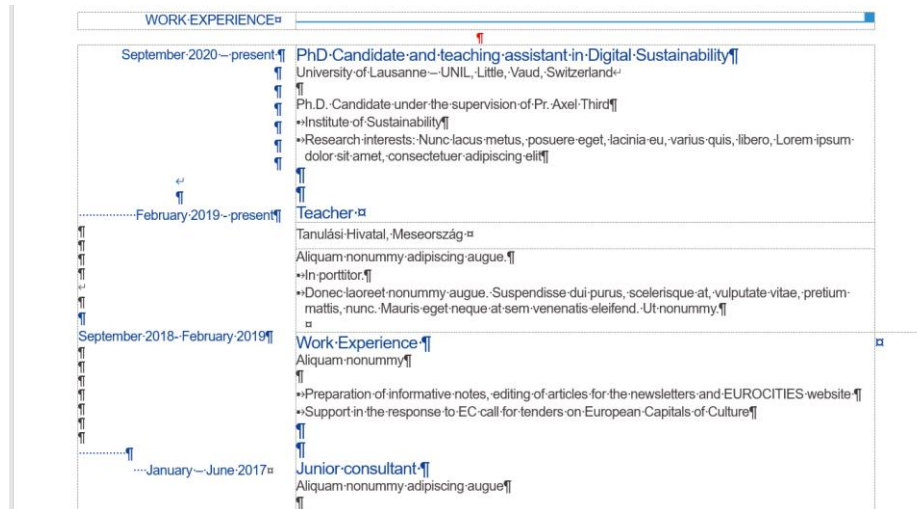 WORK EXPERIENCE
September 2020 – present
PhD Candidate and teaching assistant in Digital Sustainability
University of Lausanne – UNIL, Little, Vaud, Switzerland
Ph.D. Candidate under the supervision of Pr. Axel Third
Institute of Sustainability
Research interests: Nunc lacus metus, posuere eget, lacinia eu, varius quis, libero, Lorem ipsum
dolor sit amet, consectetuer adipiscing elit
February 2019 - present
Teacher
Tanulási Hivatal, Meseország
Aliquam nonummy adipiscing augue.
In porttitor.
Donec laoreet nonummy augue. Suspendisse dui purus, scelerisque at, vulputate vitae, pretium
mattis, nunc. Mauris eget neque at sem venenatis eleifend. Ut nonummy.
September 2018- February 2019
Work Experience
Aliquam nonummy
Preparation of informative notes, editing of articles for the newsletters and EUROCITIES website
Support in the response to EC call for tenders on European Capitals of Culture
January – June 2017
Junior consultant
Aliquam nonummy adipiscing augue